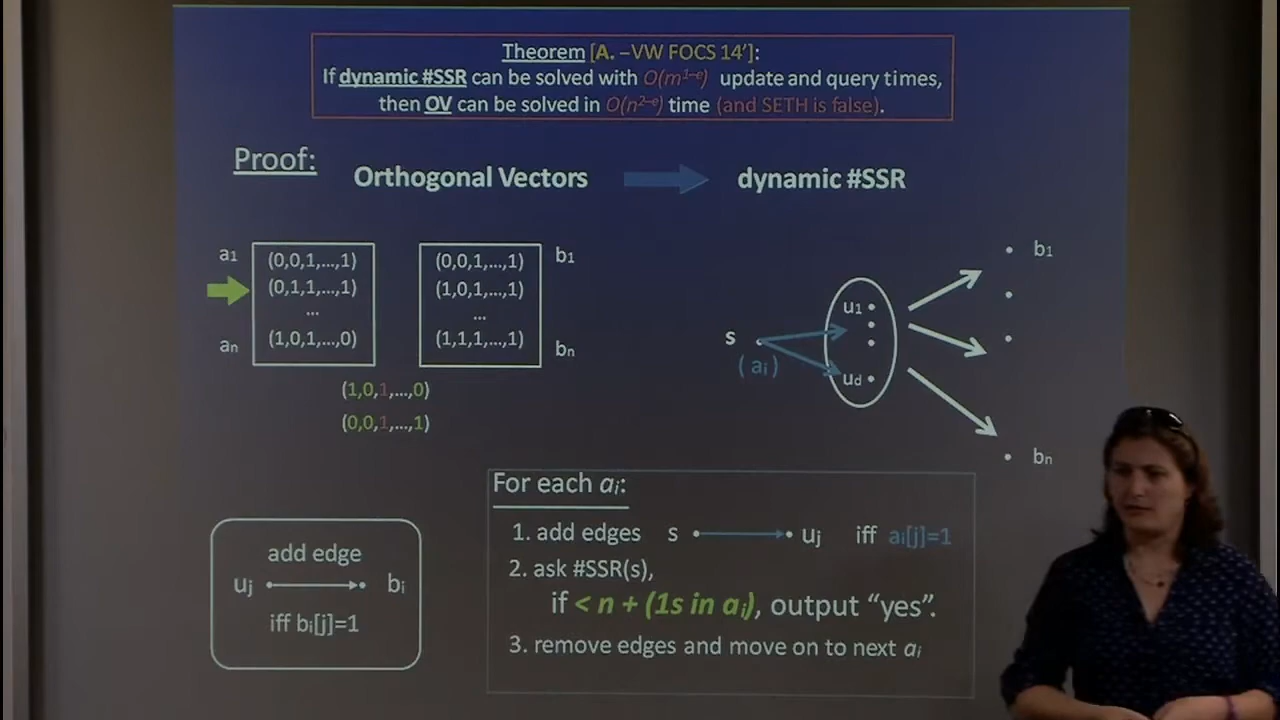 Theorem [A. –VW FOCS 14']:
If dynamic #SSR can be solved with O(m¹⁻ᵉ) update and query times,
then OV can be solved in O(n²⁻ᵉ) time (and SETH is false).
Proof:
Orthogonal Vectors
dynamic #SSR
a₁
(0,0,1,...,1)
(0,1,1,...,1)
...
(1,0,1,...,0)
aₙ
(0,0,1,...,1)
(1,0,1,...,1)
...
(1,1,1,...,1)
b₁
bₙ
(1,0,1,...,0)
(0,0,1,...,1)
s
(aᵢ)
u₁
u_d
b₁
bₙ
add edge
uⱼ bᵢ
iff bᵢ[j]=1
For each aᵢ:
1. add edges s uⱼ iff aᵢ[j]=1
2. ask #SSR(s),
if < n + (1s in aᵢ), output “yes”.
3. remove edges and move on to next aᵢ